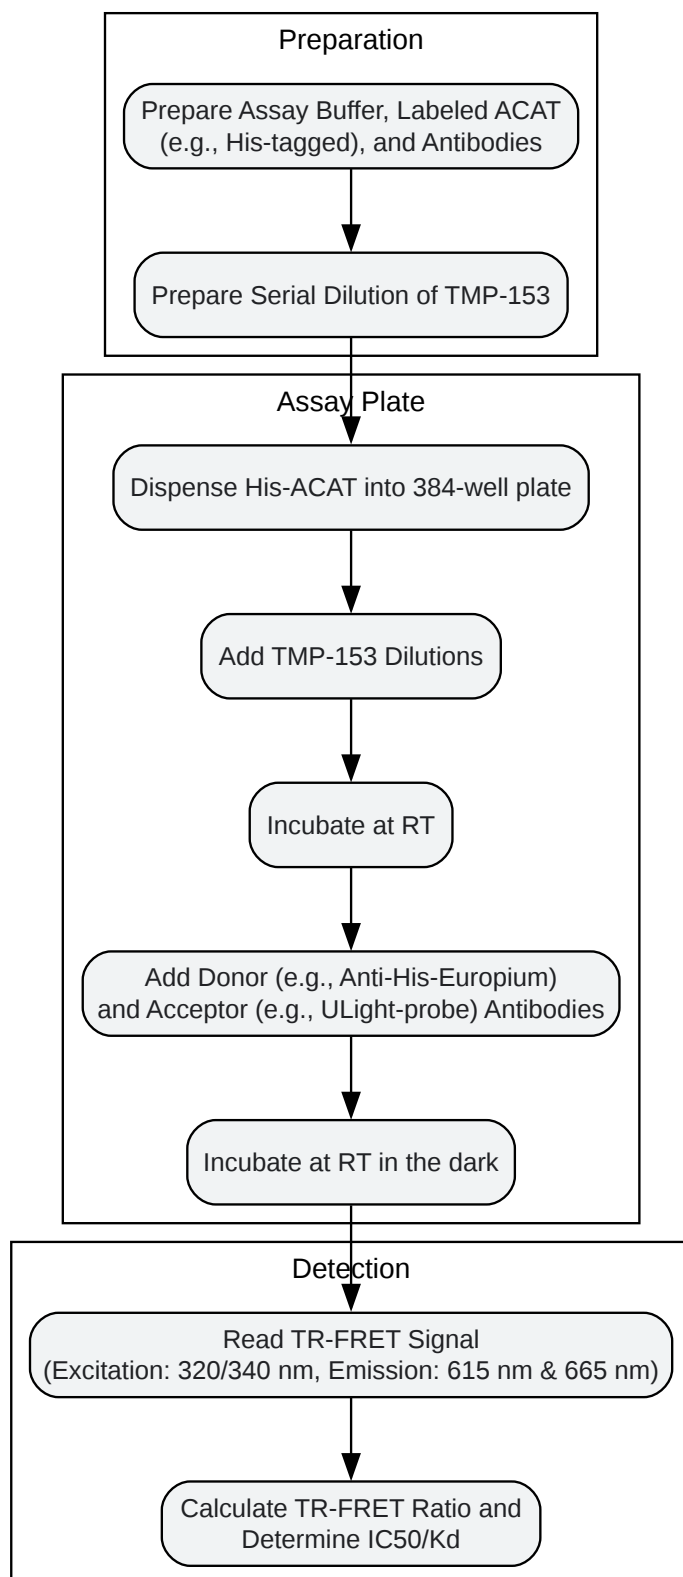 Preparation
Prepare Assay Buffer, Labeled ACAT
(e.g., His-tagged), and Antibodies
Prepare Serial Dilution of TMP-153
Assay Plate
Dispense His-ACAT into 384-well plate
Add TMP-153 Dilutions
Incubate at RT
Add Donor (e.g., Anti-His-Europium)
and Acceptor (e.g., ULight-probe) Antibodies
Incubate at RT in the dark
Detection
Read TR-FRET Signal
(Excitation: 320/340 nm, Emission: 615 nm & 665 nm)
Calculate TR-FRET Ratio and
Determine IC50/Kd